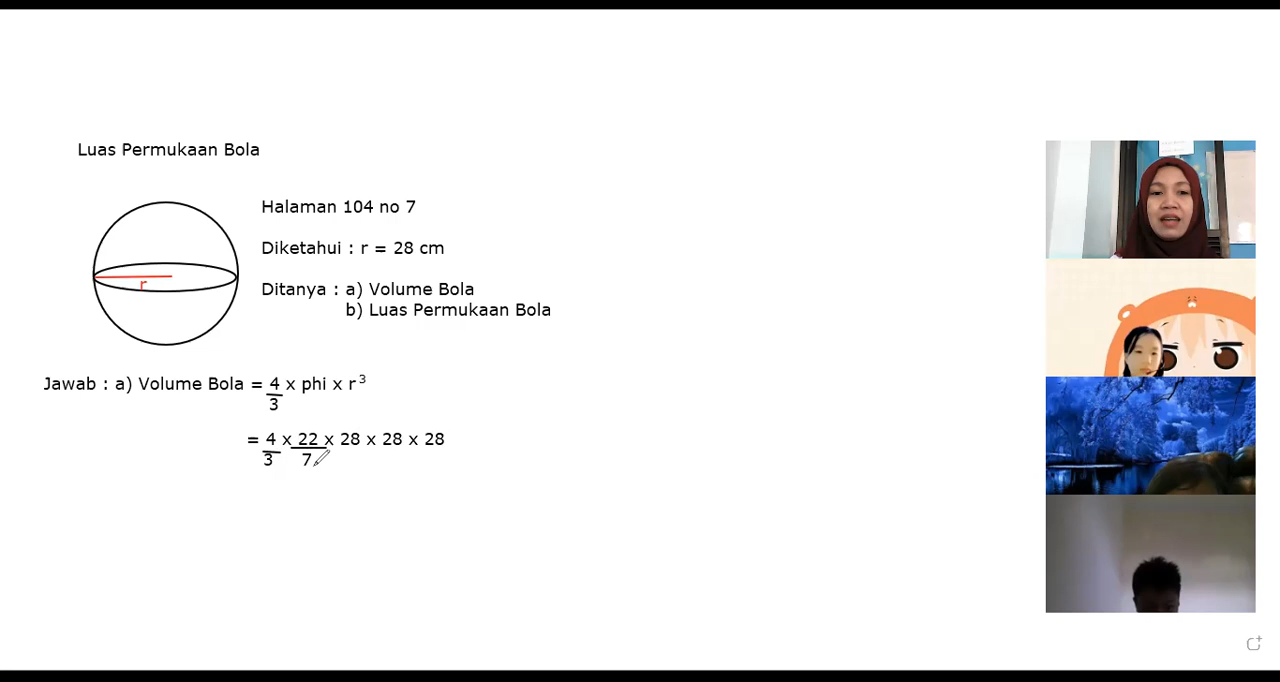 Luas Permukaan Bola
Halaman 104 no 7
Diketahui : r = 28 cm
r
Ditanya : a) Volume Bola
b) Luas Permukaan Bola
Jawab : a) Volume Bola = 4 x phi x r³
3
= 4 x 22 x 28 x 28 x 28
3 7